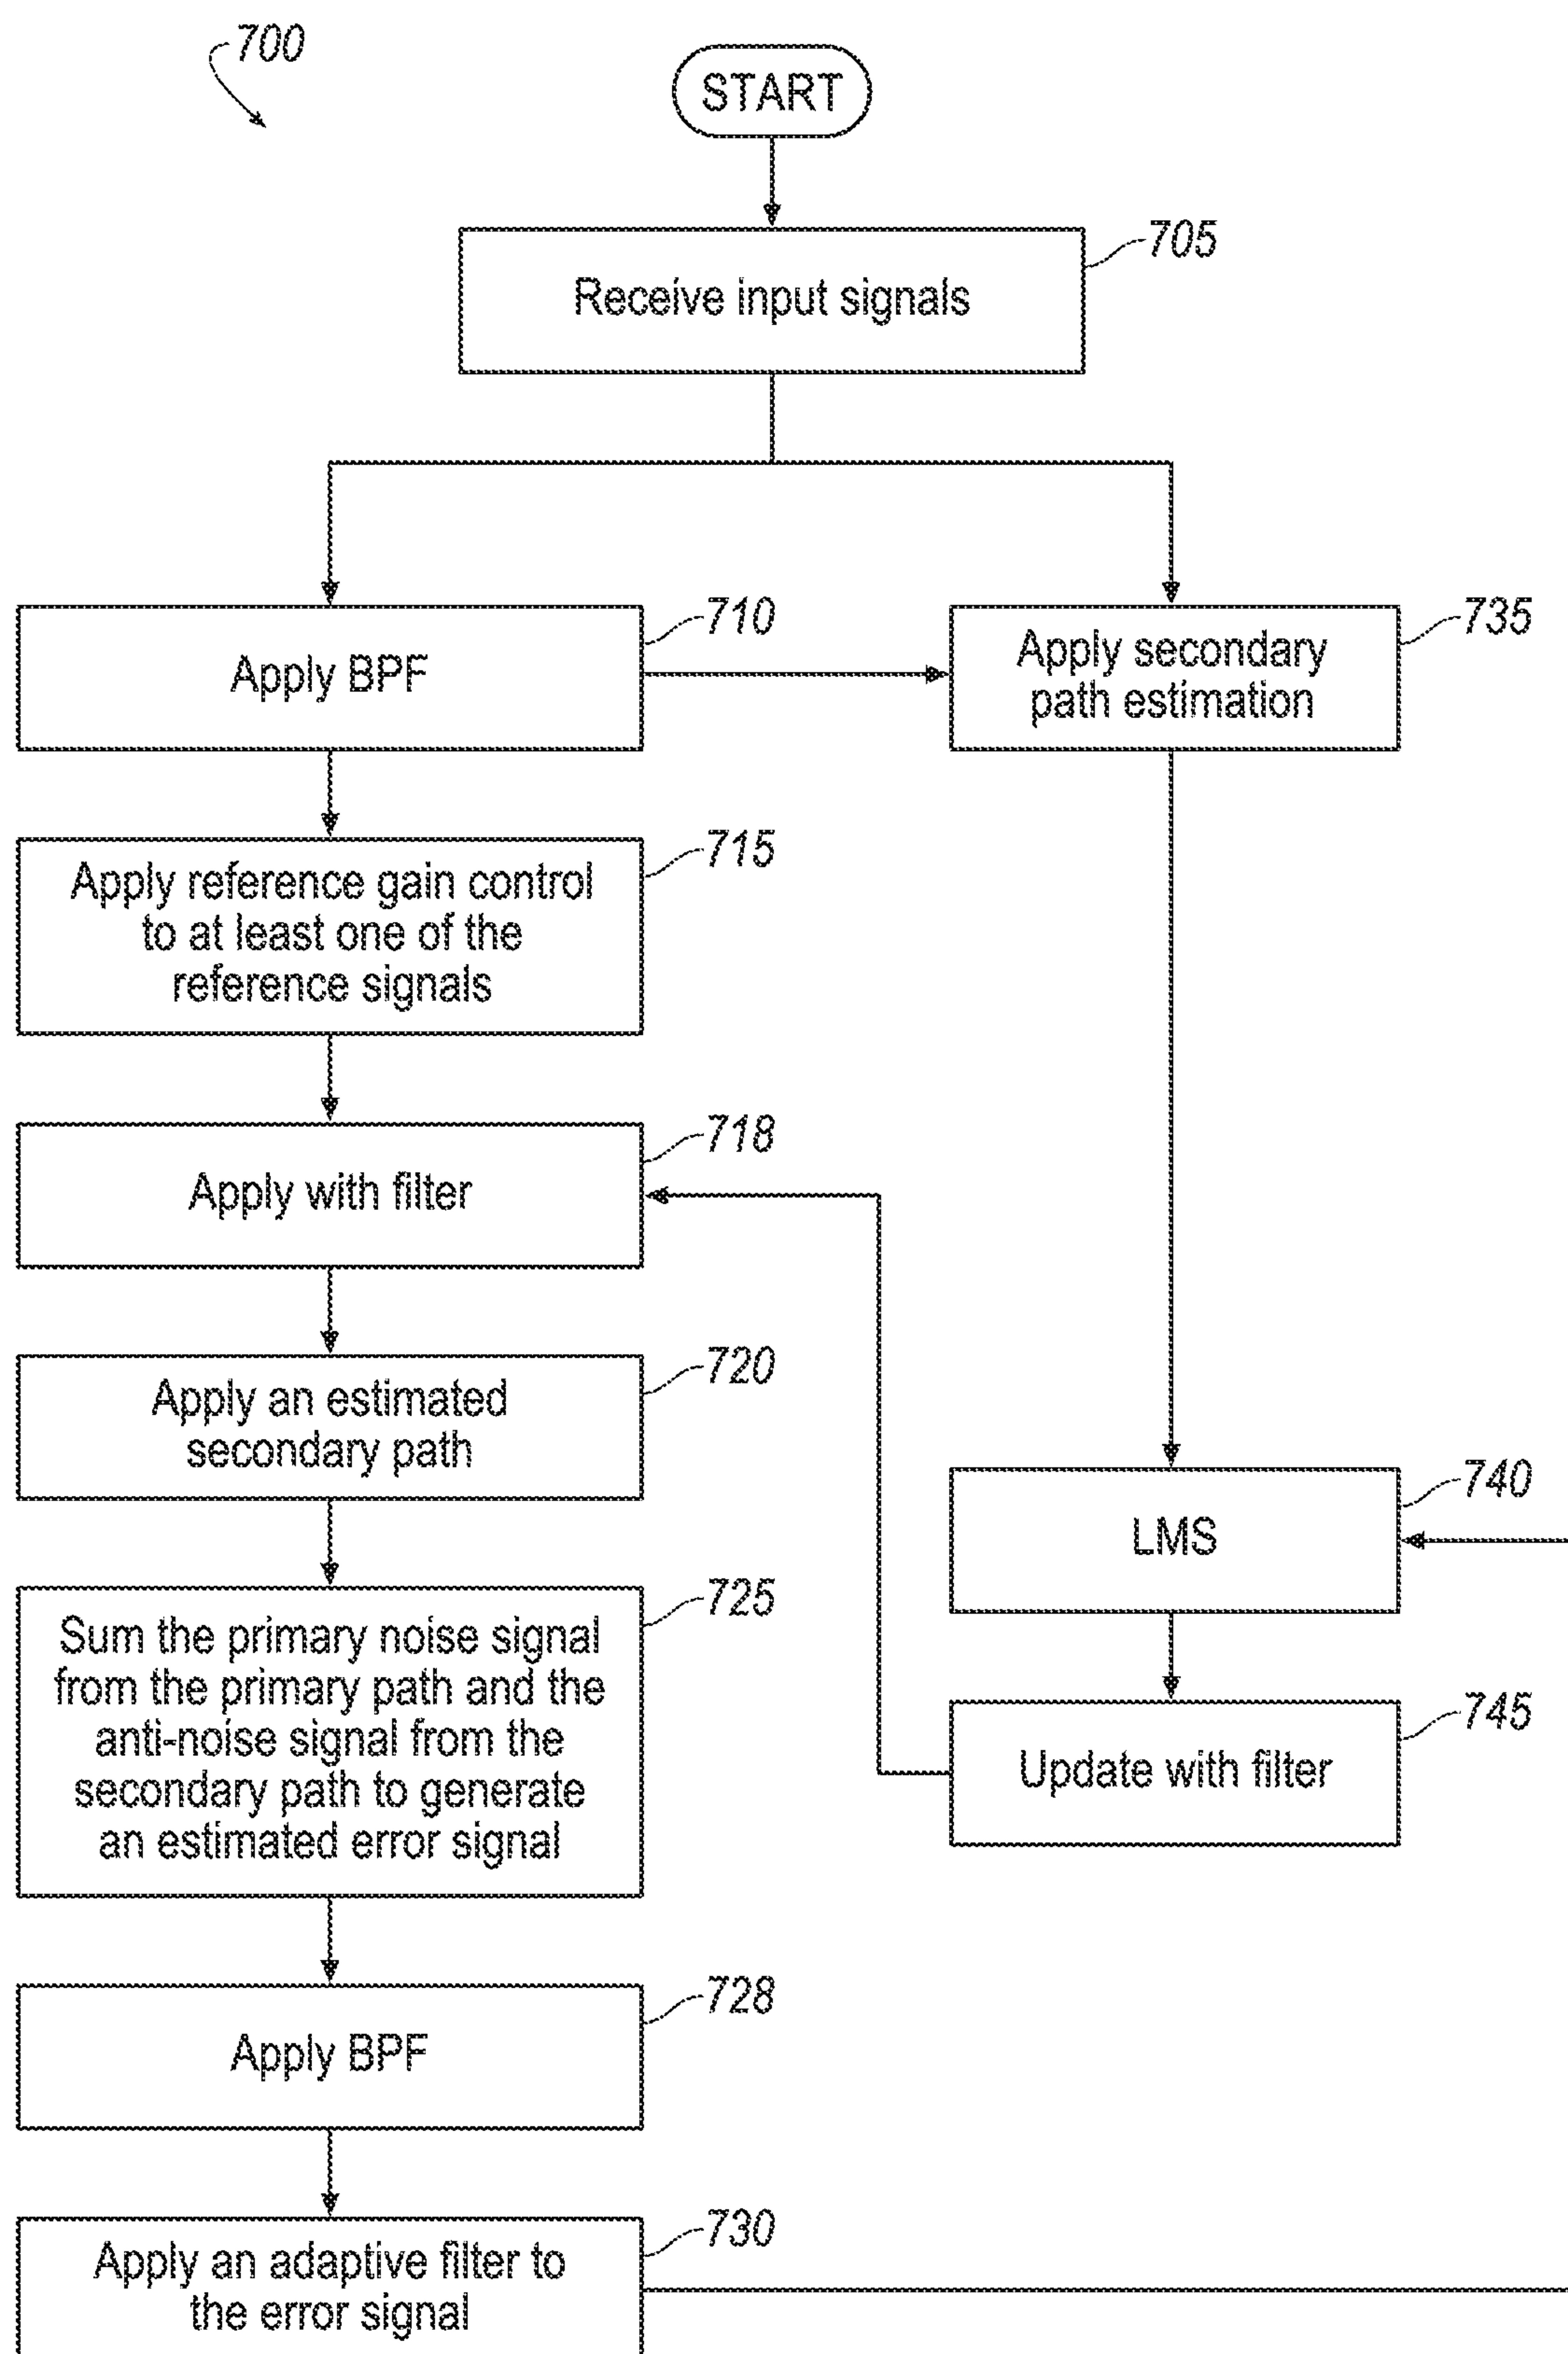 700
START
705
Receive input signals
710
Apply BPF
735
Apply secondary
path estimation
715
Apply reference gain control
to at least one of the
reference signals
718
Apply with filter
720
Apply an estimated
secondary path
740
LMS
725
Sum the primary noise signal
from the primary path and the
anti-noise signal from the
secondary path to generate
an estimated error signal
745
Update with filter
728
Apply BPF
730
Apply an adaptive filter to
the error signal